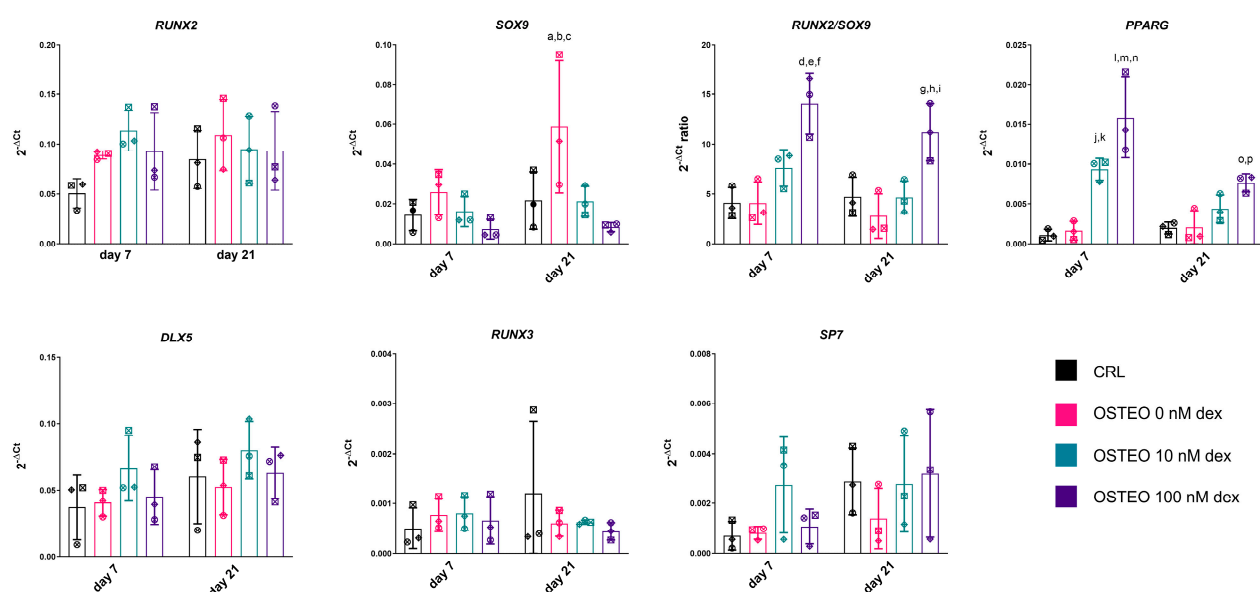 RUNX2
2-ΔCt
0.20
0.15
0.10
0.05
0.00
day 7
day 21
SOX9
2-ΔCt
0.10
0.08
0.06
0.04
0.02
0.00
a,b,c
day 7
day 21
RUNX2/SOX9
2-ΔCt ratio
20
15
10
5
0
d,e,f
g,h,i
day 7
day 21
PPARG
2-ΔCt
0.025
0.020
0.015
0.010
0.005
0.000
j,k
l,m,n
o,p
day 7
day 21
DLX5
2-ΔCt
0.15
0.10
0.05
0.00
day 7
day 21
RUNX3
2-ΔCt
0.004
0.003
0.002
0.001
0.000
day 7
day 21
SP7
2-ΔCt
0.008
0.006
0.004
0.002
0.000
day 7
day 21
CRL
OSTEO 0 nM dex
OSTEO 10 nM dex
OSTEO 100 nM dex